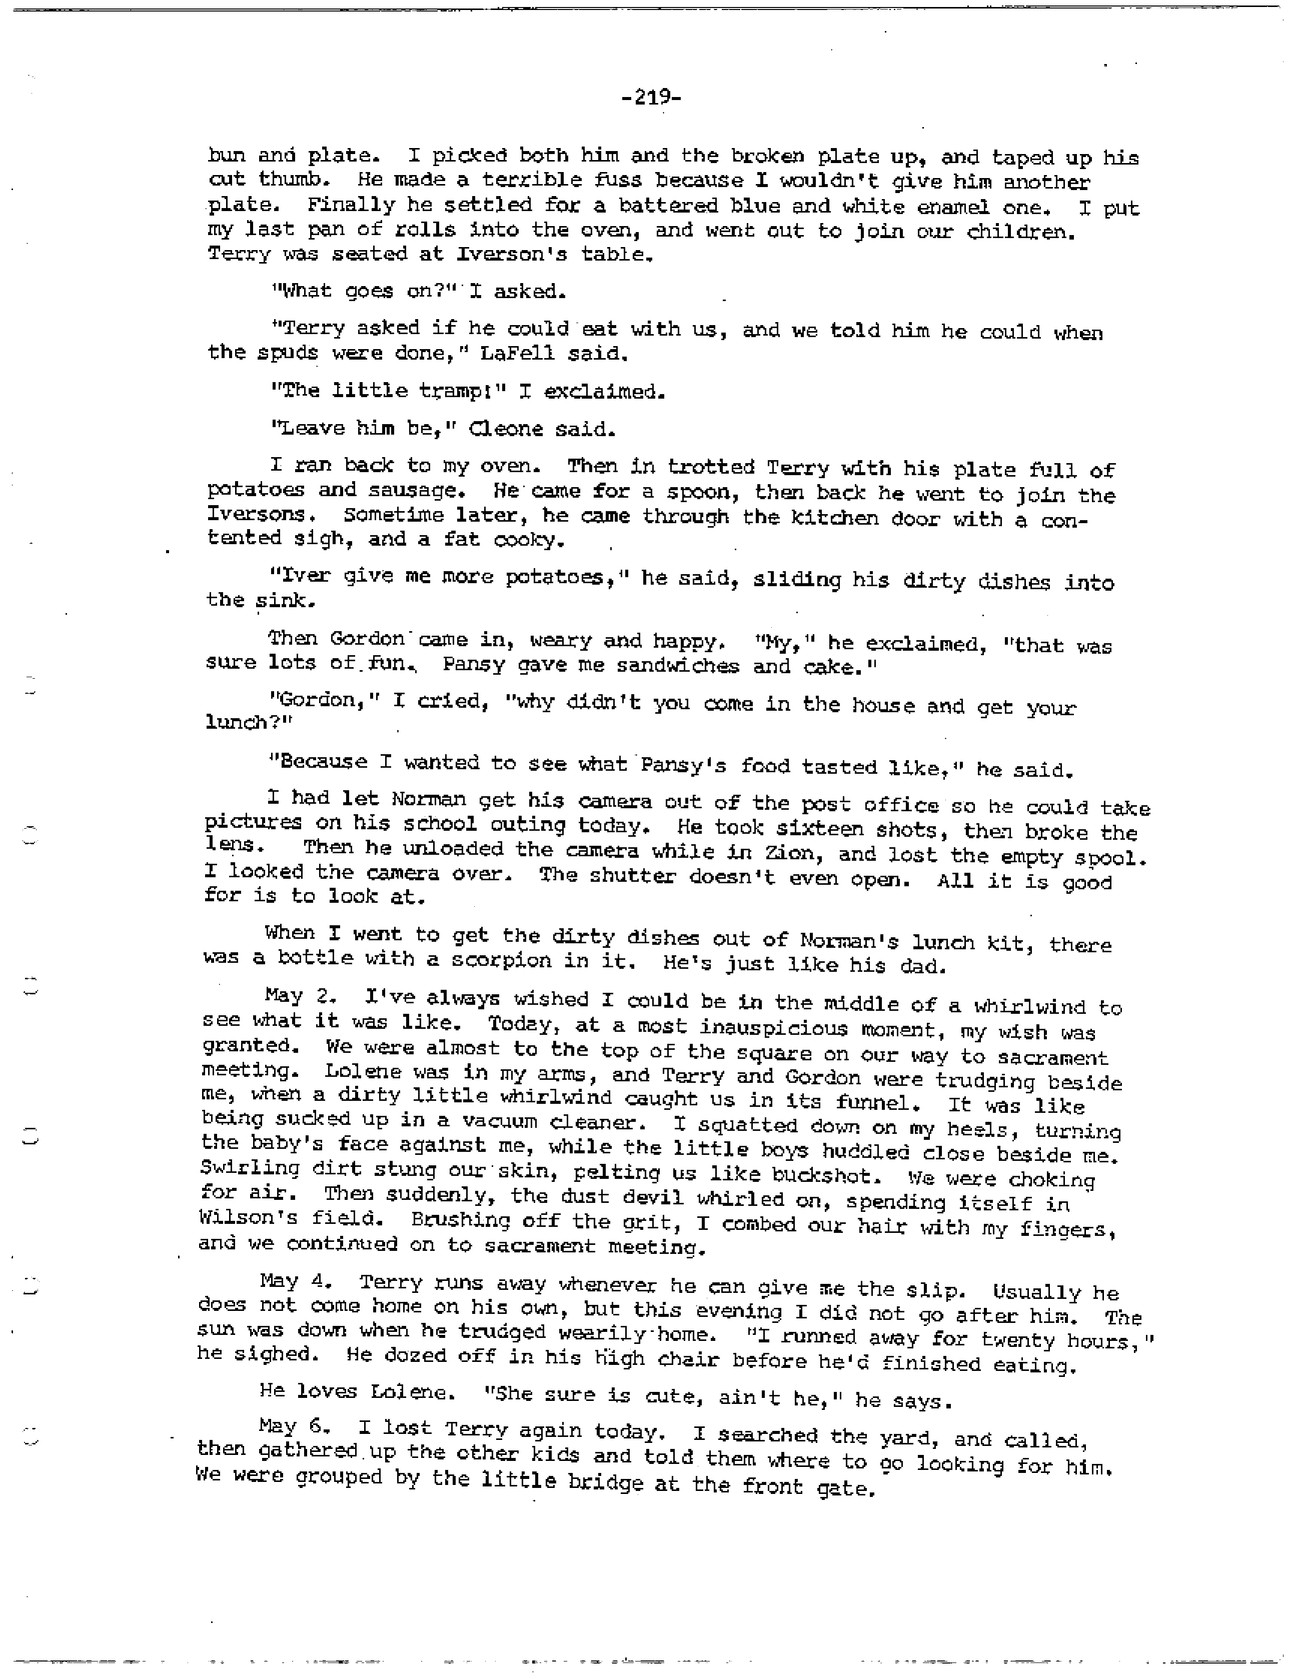 -219-
bun and plate. I picked both him and the broken plate up, and taped up his
cut thumb. He made a terrible fuss because I wouldn't give him another
plate. Finally he settled for a battered blue and white enamel one. I put
my last pan of rolls into the oven, and went out to join our children.
Terry was seated at Iverson's table.
"What goes on?" I asked.
"Terry asked if he could eat with us, and we told him he could when
the spuds were done," LaFell said.
"The little tramp!" I exclaimed.
"Leave him be," Cleone said.
I ran back to my oven. Then in trotted Terry with his plate full of
potatoes and sausage. He came for a spoon, then back he went to join the
Iversons. Sometime later, he came through the kitchen door with a con-
tented sigh, and a fat cooky.
"Iver give me more potatoes," he said, sliding his dirty dishes into
the sink.
Then Gordon came in, weary and happy. "My," he exclaimed, "that was
sure lots of fun. Pansy gave me sandwiches and cake."
"Gordon," I cried, "why didn't you come in the house and get your
lunch?"
"Because I wanted to see what Pansy's food tasted like," he said.
I had let Norman get his camera out of the post office so he could take
pictures on his school outing today. He took sixteen shots, then broke the
lens. Then he unloaded the camera while in Zion, and lost the empty spool.
I looked the camera over. The shutter doesn't even open. All it is good
for is to look at.
When I went to get the dirty dishes out of Norman's lunch kit, there
was a bottle with a scorpion in it. He's just like his dad.
May 2. I've always wished I could be in the middle of a whirlwind to
see what it was like. Today, at a most inauspicious moment, my wish was
granted. We were almost to the top of the square on our way to sacrament
meeting. Lolene was in my arms, and Terry and Gordon were trudging beside
me, when a dirty little whirlwind caught us in its funnel. It was like
being sucked up in a vacuum cleaner. I squatted down on my heels, turning
the baby's face against me, while the little boys huddled close beside me.
Swirling dirt stung our skin, pelting us like buckshot. We were choking
for air. Then suddenly, the dust devil whirled on, spending itself in
Wilson's field. Brushing off the grit, I combed our hair with my fingers,
and we continued on to sacrament meeting.
May 4. Terry runs away whenever he can give me the slip. Usually he
does not come home on his own, but this evening I did not go after him. The
sun was down when he trudged wearily home. "I runned away for twenty hours,"
he sighed. He dozed off in his high chair before he'd finished eating.
He loves Lolene. "She sure is cute, ain't he," he says.
May 6. I lost Terry again today. I searched the yard, and called,
then gathered up the other kids and told them where to go looking for him.
We were grouped by the little bridge at the front gate.